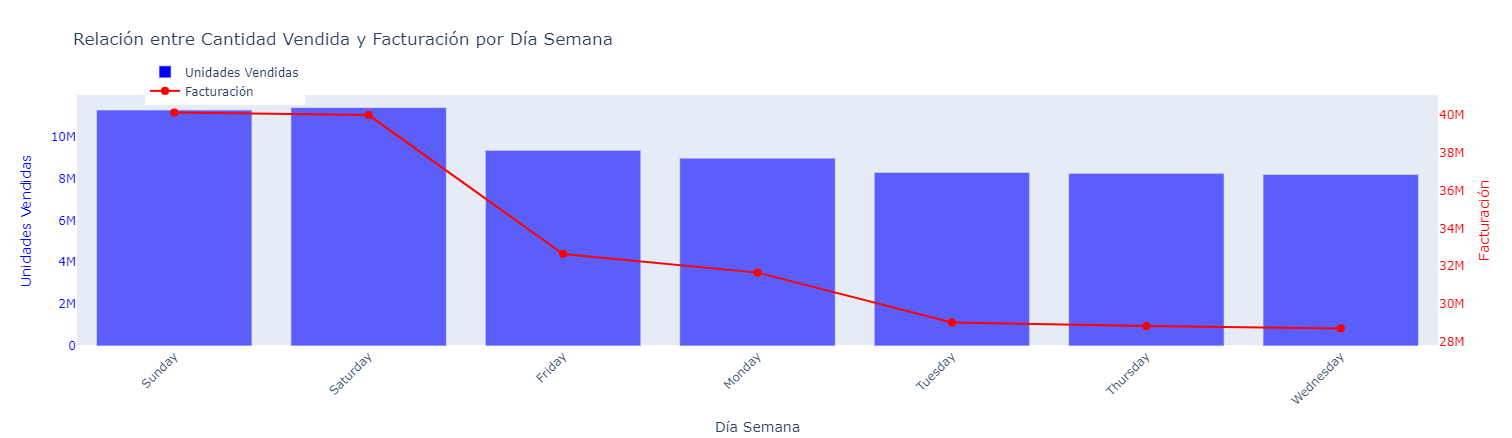 Relación entre Cantidad Vendida y Facturación por Día Semana
Unidades Vendidas
Facturación
Unidades Vendidas
10M
8M
6M
4M
2M
0
40M
38M
36M
34M
32M
30M
28M
Facturación
Sunday
Saturday
Friday
Monday
Tuesday
Thursday
Wednesday
Día Semana